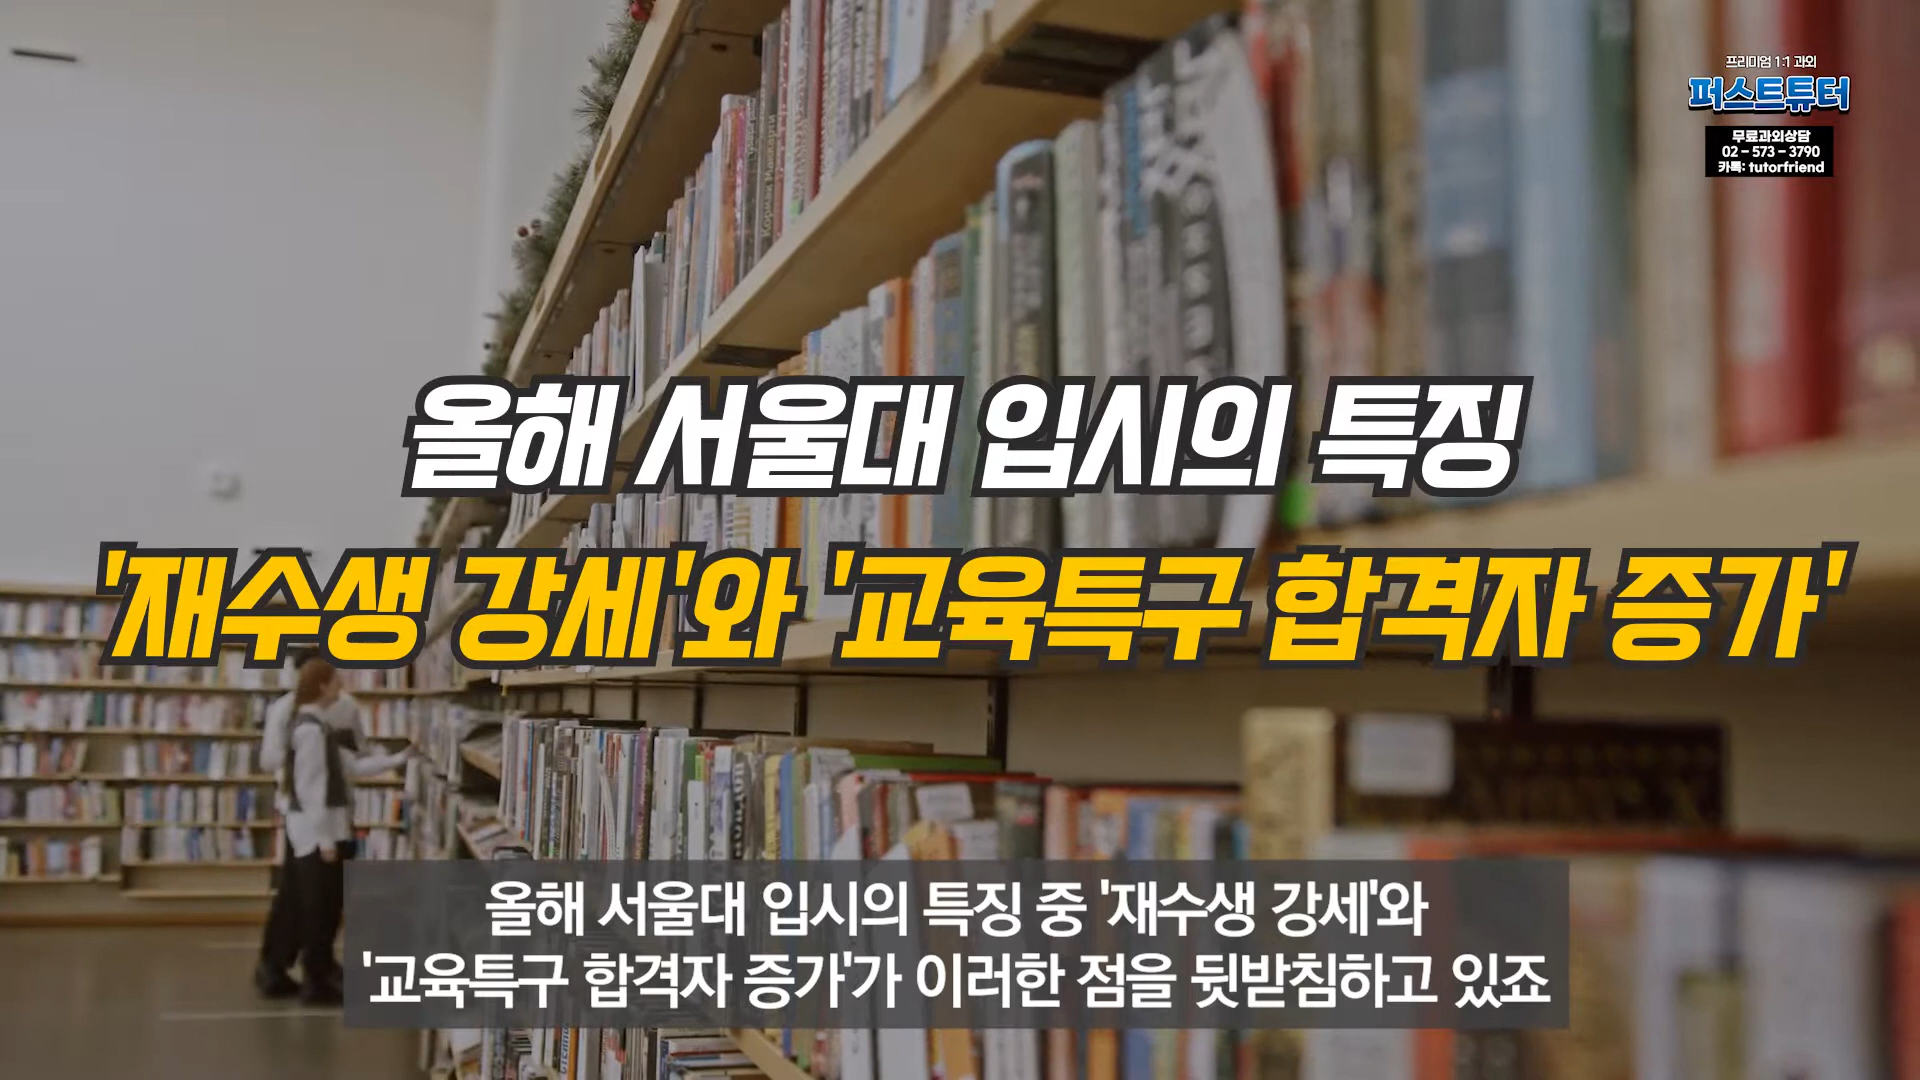 프리미엄 1:1 과외
퍼스트튜터
무료과외상담
02 - 573 - 3790
카톡: tutorfriend
올해 서울대 입시의 특징
'재수생 강세'와 '교육특구 합격자 증가'
올해 서울대 입시의 특징 중 '재수생 강세'와
'교육특구 합격자 증가'가 이러한 점을 뒷받침하고 있죠